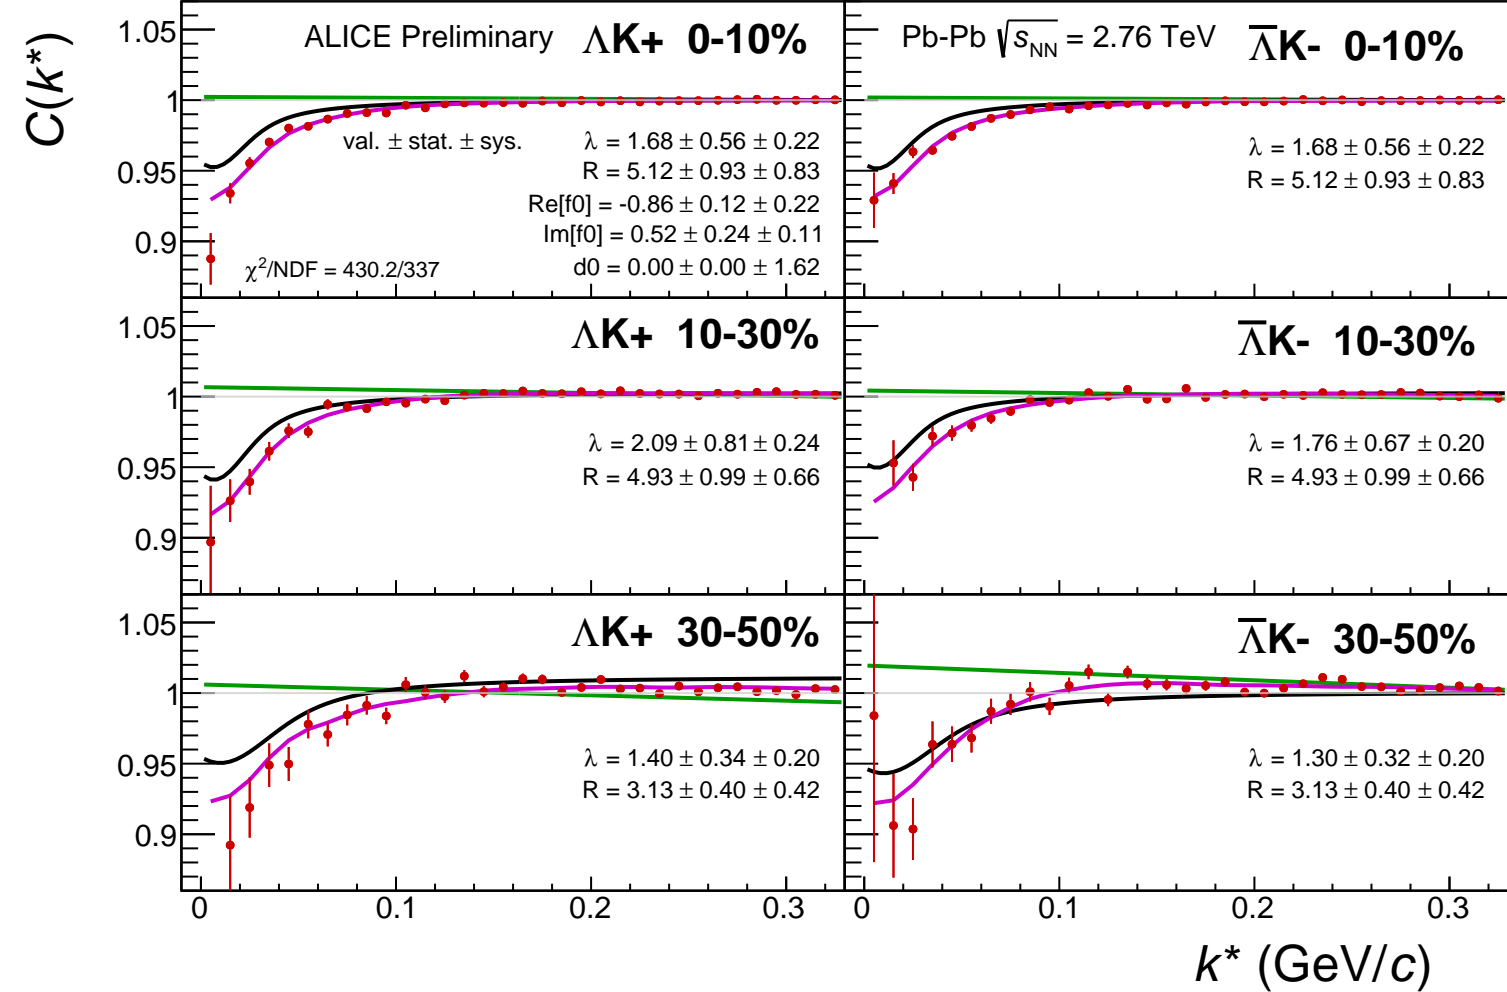 C(k*)
ALICE Preliminary ΛK+ 0-10%
1.05
1
0.95
0.9
val. ± stat. ± sys.
λ = 1.68 ± 0.56 ± 0.22
R = 5.12 ± 0.93 ± 0.83
Re[f0] = -0.86 ± 0.12 ± 0.22
Im[f0] = 0.52 ± 0.24 ± 0.11
d0 = 0.00 ± 0.00 ± 1.62
χ²/NDF = 430.2/337
Pb-Pb √sNN = 2.76 TeV Λ̅K- 0-10%
λ = 1.68 ± 0.56 ± 0.22
R = 5.12 ± 0.93 ± 0.83
ΛK+ 10-30%
1.05
1
0.95
0.9
λ = 2.09 ± 0.81 ± 0.24
R = 4.93 ± 0.99 ± 0.66
Λ̅K- 10-30%
λ = 1.76 ± 0.67 ± 0.20
R = 4.93 ± 0.99 ± 0.66
ΛK+ 30-50%
1.05
1
0.95
0.9
λ = 1.40 ± 0.34 ± 0.20
R = 3.13 ± 0.40 ± 0.42
Λ̅K- 30-50%
λ = 1.30 ± 0.32 ± 0.20
R = 3.13 ± 0.40 ± 0.42
0 0.1 0.2 0.3 0 0.1 0.2 0.3
k* (GeV/c)